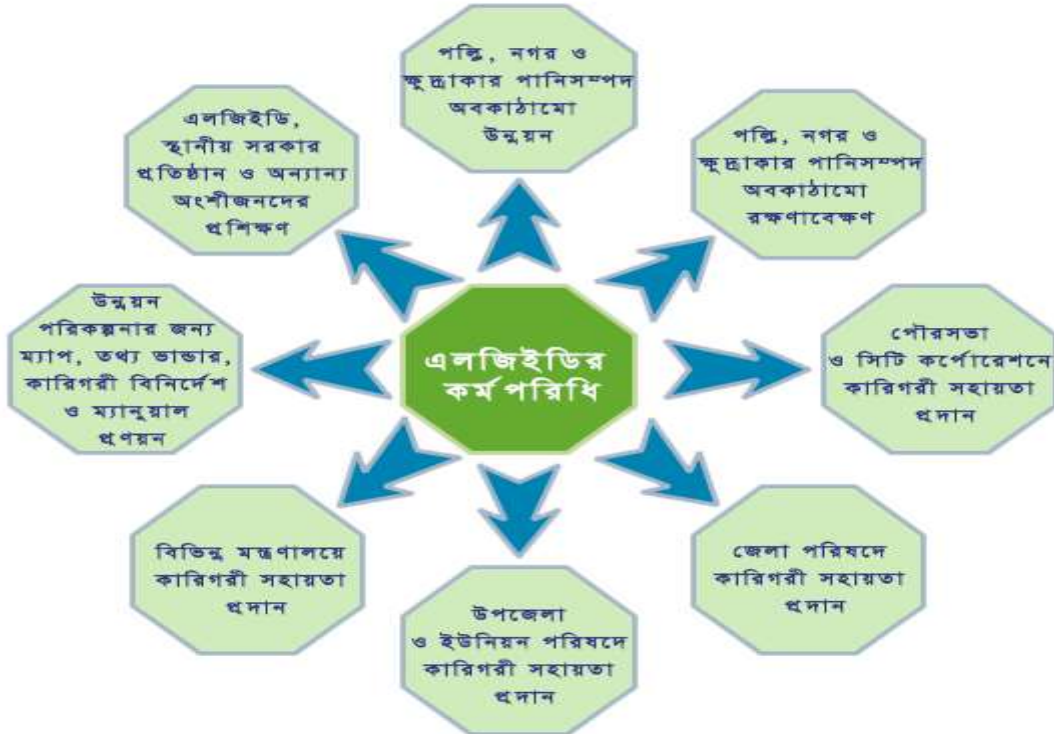 এলজিইডির
কর্ম পরিধি
পল্লি, নগর ও
ক্ষুদ্রাকার পানিসম্পদ
অবকাঠামো
উন্নয়ন
পল্লি, নগর ও
ক্ষুদ্রাকার পানিসম্পদ
অবকাঠামো
রক্ষণাবেক্ষণ
পৌরসভা
ও সিটি কর্পোরেশনে
কারিগরী সহায়তা
প্রদান
জেলা পরিষদে
কারিগরী সহায়তা
প্রদান
উপজেলা
ও ইউনিয়ন পরিষদে
কারিগরী সহায়তা
প্রদান
বিভিন্ন মন্ত্রণালয়ে
কারিগরী সহায়তা
প্রদান
উন্নয়ন
পরিকল্পনার জন্য
ম্যাপ, তথ্য ভান্ডার,
কারিগরী বিনির্দেশ
ও ম্যানুয়াল
প্রণয়ন
এলজিইডি,
স্থানীয় সরকার
প্রতিষ্ঠান ও অন্যান্য
অংশীজনদের
প্রশিক্ষণ